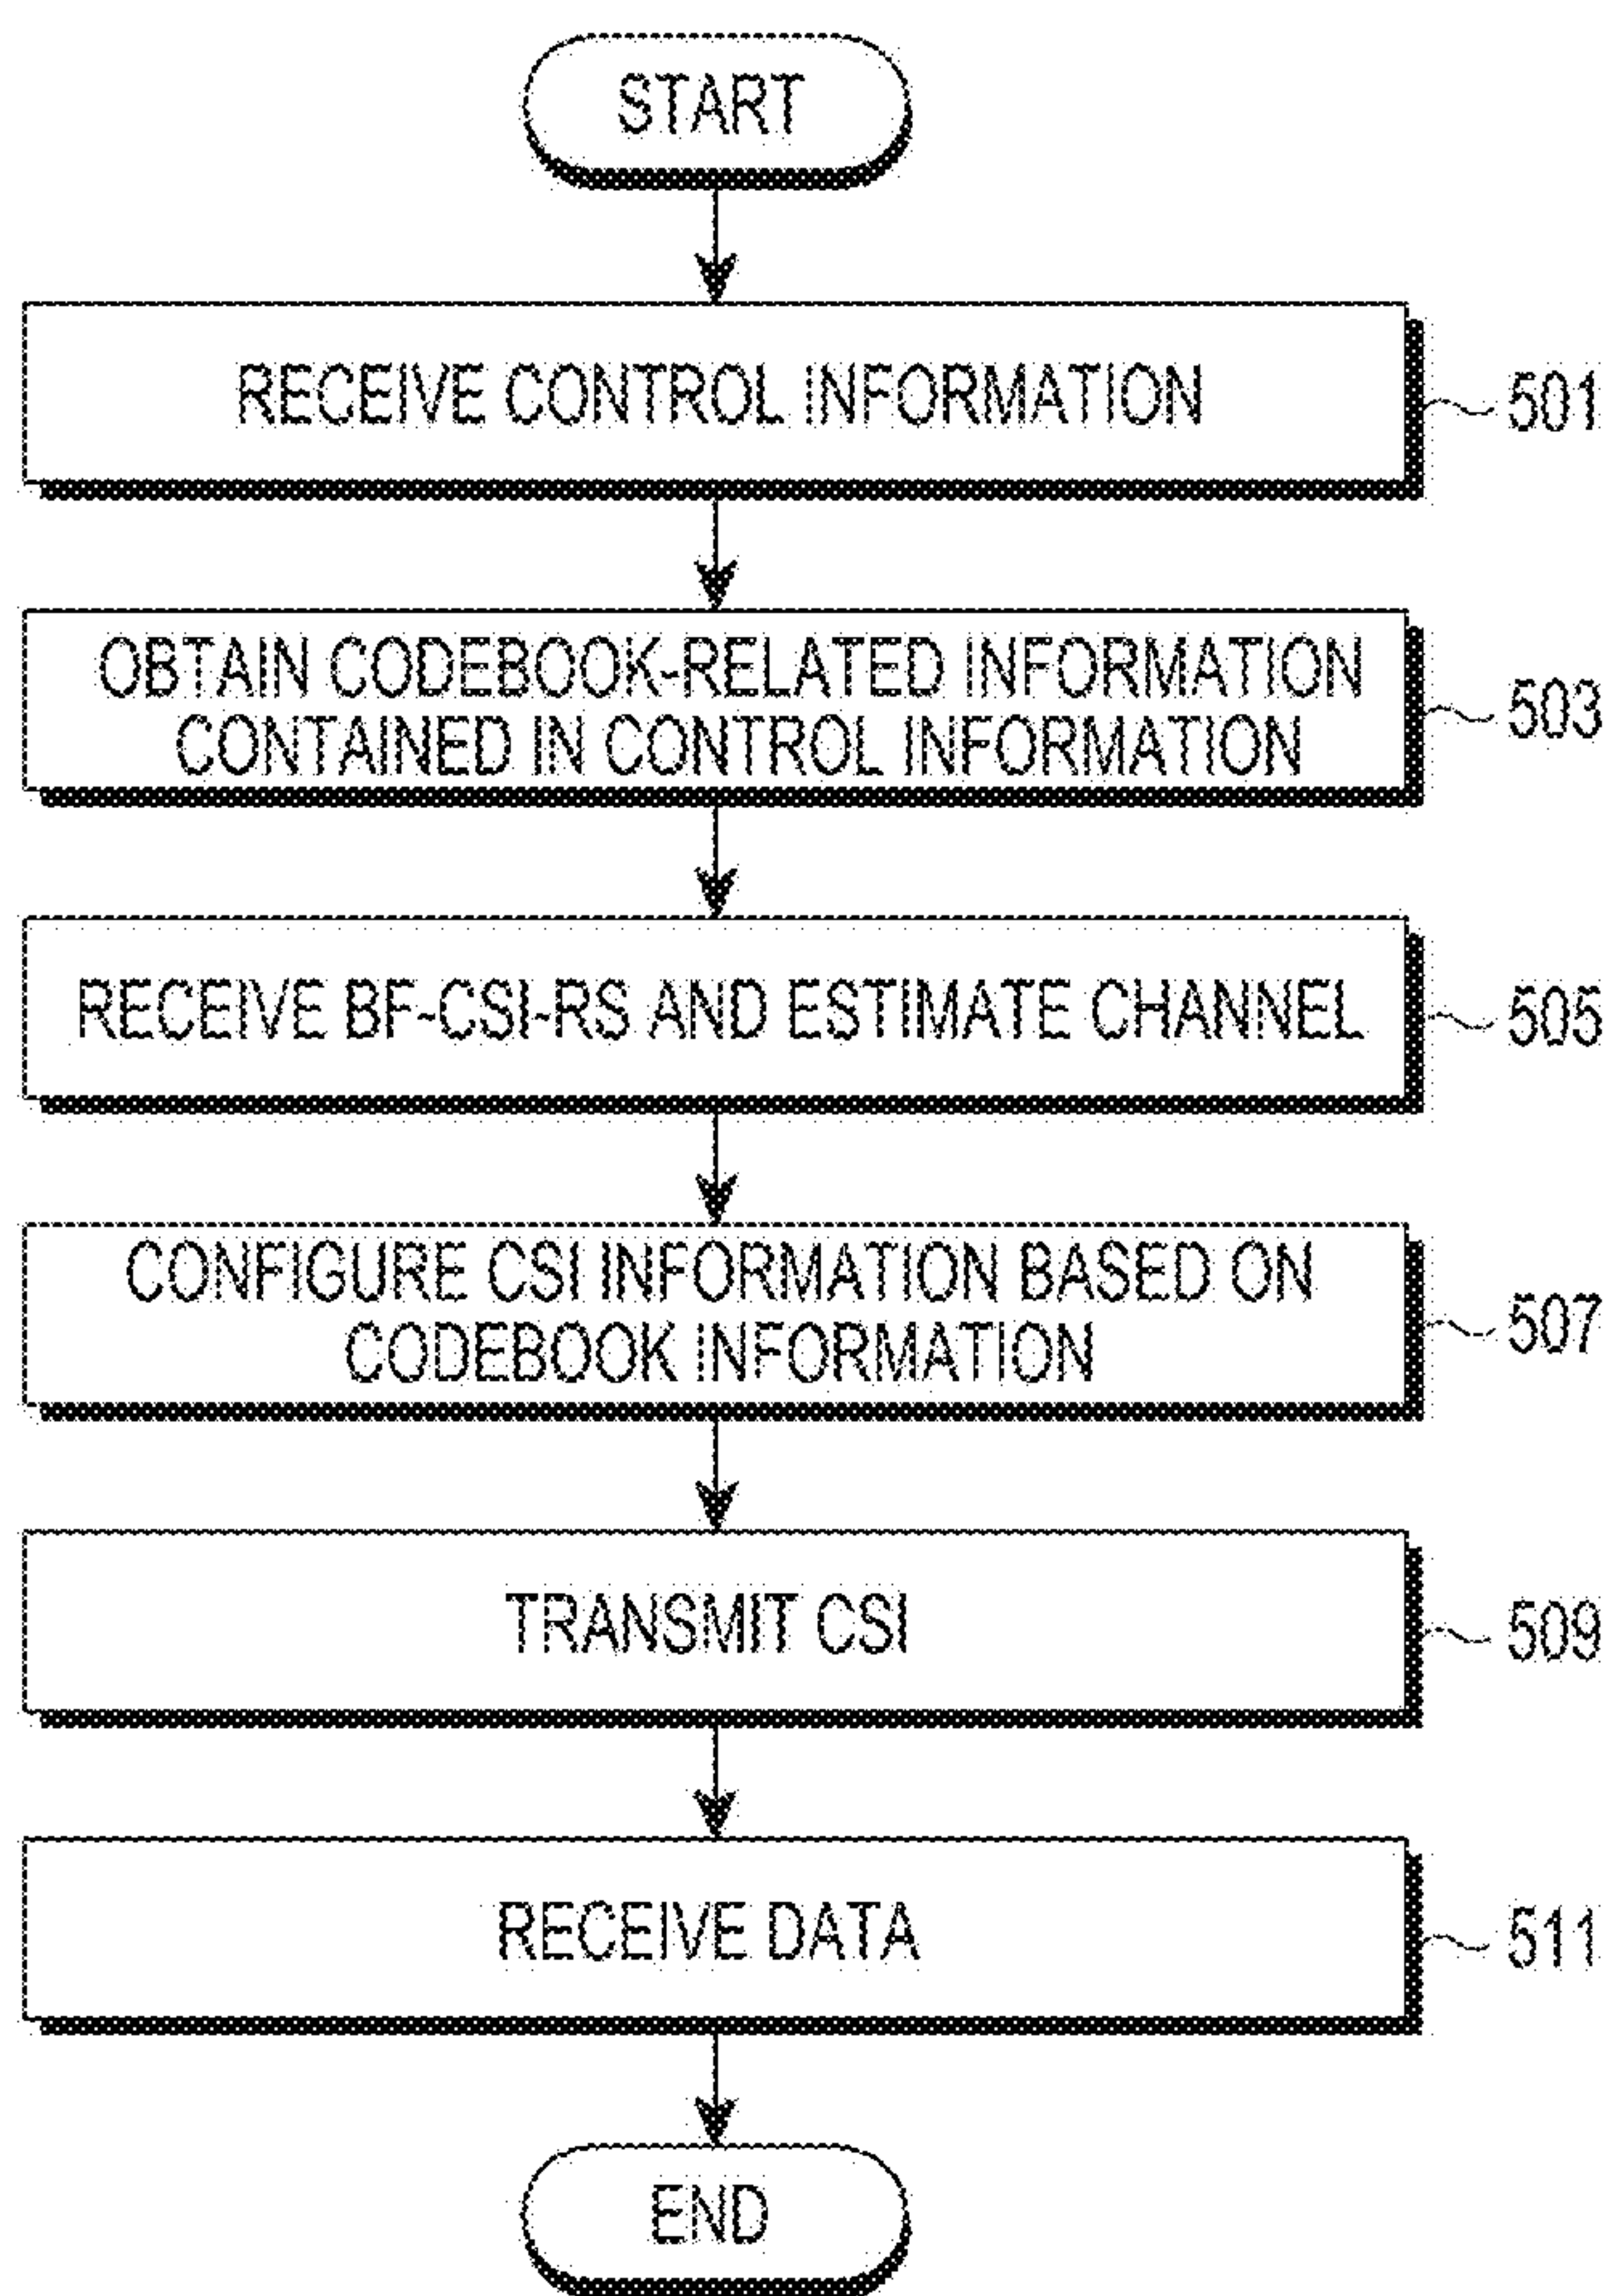 START
RECEIVE CONTROL INFORMATION
501
OBTAIN CODEBOOK-RELATED INFORMATION
CONTAINED IN CONTROL INFORMATION
503
RECEIVE BF-CSI-RS AND ESTIMATE CHANNEL
505
CONFIGURE CSI INFORMATION BASED ON
CODEBOOK INFORMATION
507
TRANSMIT CSI
509
RECEIVE DATA
511
END